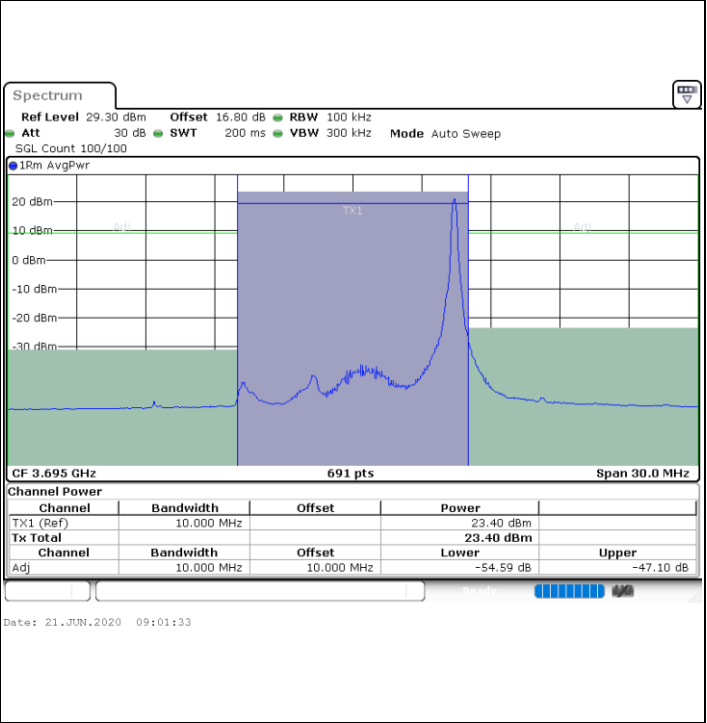 Spectrum
Ref Level 29.30 dBm Offset 16.80 dB RBW 100 kHz
Att 30 dB SWT 200 ms VBW 300 kHz Mode Auto Sweep
SGL Count 100/100
1Rm AvgPwr
20 dBm
TX1
Adj
Adj
10 dBm
0 dBm
-10 dBm
-20 dBm
-30 dBm
CF 3.695 GHz 691 pts Span 30.0 MHz
Channel Power
Channel Bandwidth Offset Power
TX1 (Ref) 10.000 MHz 23.40 dBm
Tx Total 23.40 dBm
Channel Bandwidth Offset Lower Upper
Adj 10.000 MHz 10.000 MHz -54.59 dB -47.10 dB
Ready
Date: 21.JUN.2020 09:01:33